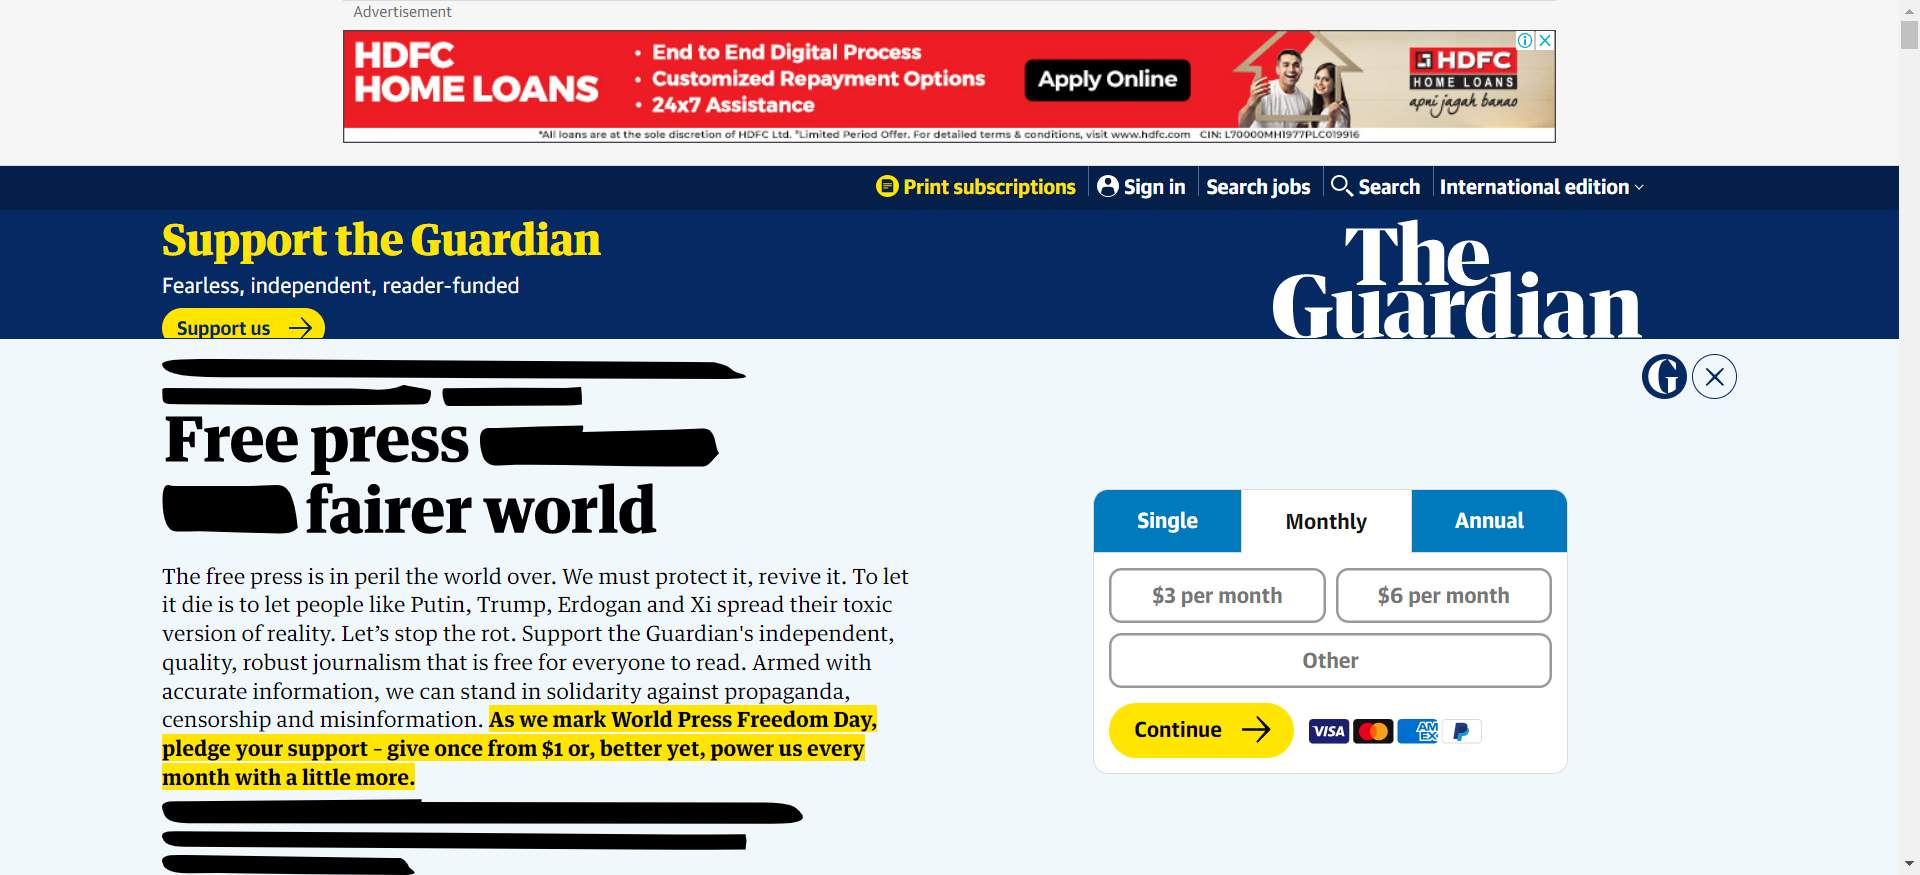 Advertisement
HDFC
HOME LOANS
• End to End Digital Process
• Customized Repayment Options
• 24x7 Assistance
Apply Online
HDFC
HOME LOANS
apni jagah banao
*All loans are at the sole discretion of HDFC Ltd. *Limited Period Offer. For detailed terms & conditions, visit www.hdfc.com CIN: L70000MH1977PLC019916
Print subscriptions
Sign in
Search jobs
Search
International edition
Support the Guardian
Fearless, independent, reader-funded
Support us
The
Guardian
Free press
fairer world
The free press is in peril the world over. We must protect it, revive it. To let
it die is to let people like Putin, Trump, Erdogan and Xi spread their toxic
version of reality. Let’s stop the rot. Support the Guardian's independent,
quality, robust journalism that is free for everyone to read. Armed with
accurate information, we can stand in solidarity against propaganda,
censorship and misinformation. As we mark World Press Freedom Day,
pledge your support – give once from $1 or, better yet, power us every
month with a little more.
G
Single
Monthly
Annual
$3 per month
$6 per month
Other
Continue
VISA
AM
EX